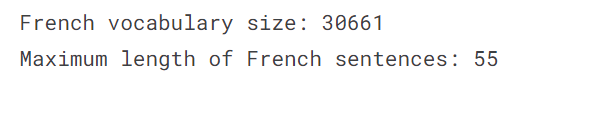 French vocabulary size: 30661
Maximum length of French sentences: 55